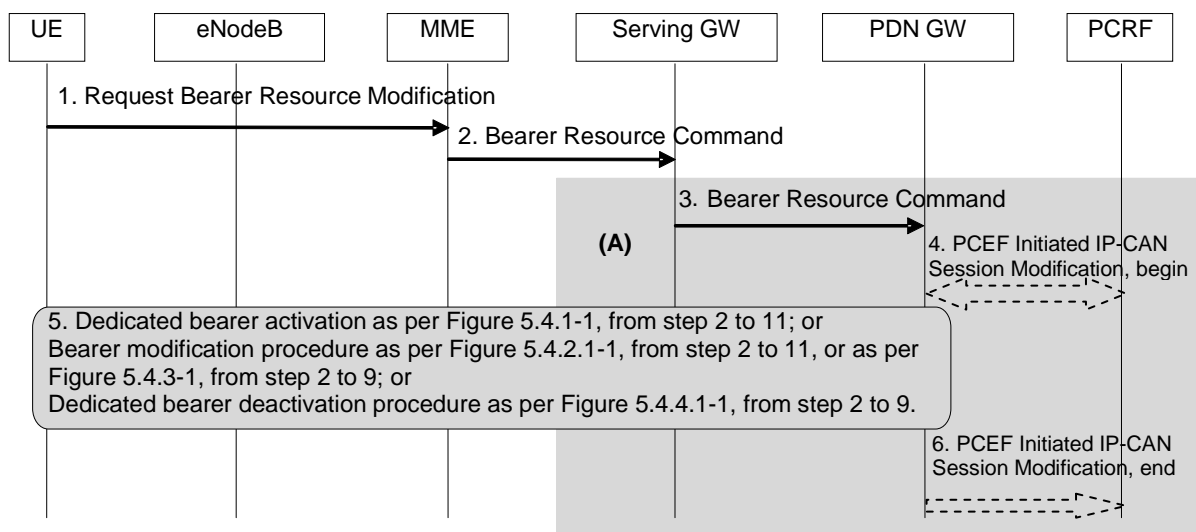 UE
eNodeB
MME
Serving GW
PDN GW
PCRF
1. Request Bearer Resource Modification
2. Bearer Resource Command
3. Bearer Resource Command
(A)
4. PCEF Initiated IP-CAN
Session Modification, begin
5. Dedicated bearer activation as per Figure 5.4.1-1, from step 2 to 11; or
Bearer modification procedure as per Figure 5.4.2.1-1, from step 2 to 11, or as per
Figure 5.4.3-1, from step 2 to 9; or
Dedicated bearer deactivation procedure as per Figure 5.4.4.1-1, from step 2 to 9.
6. PCEF Initiated IP-CAN
Session Modification, end